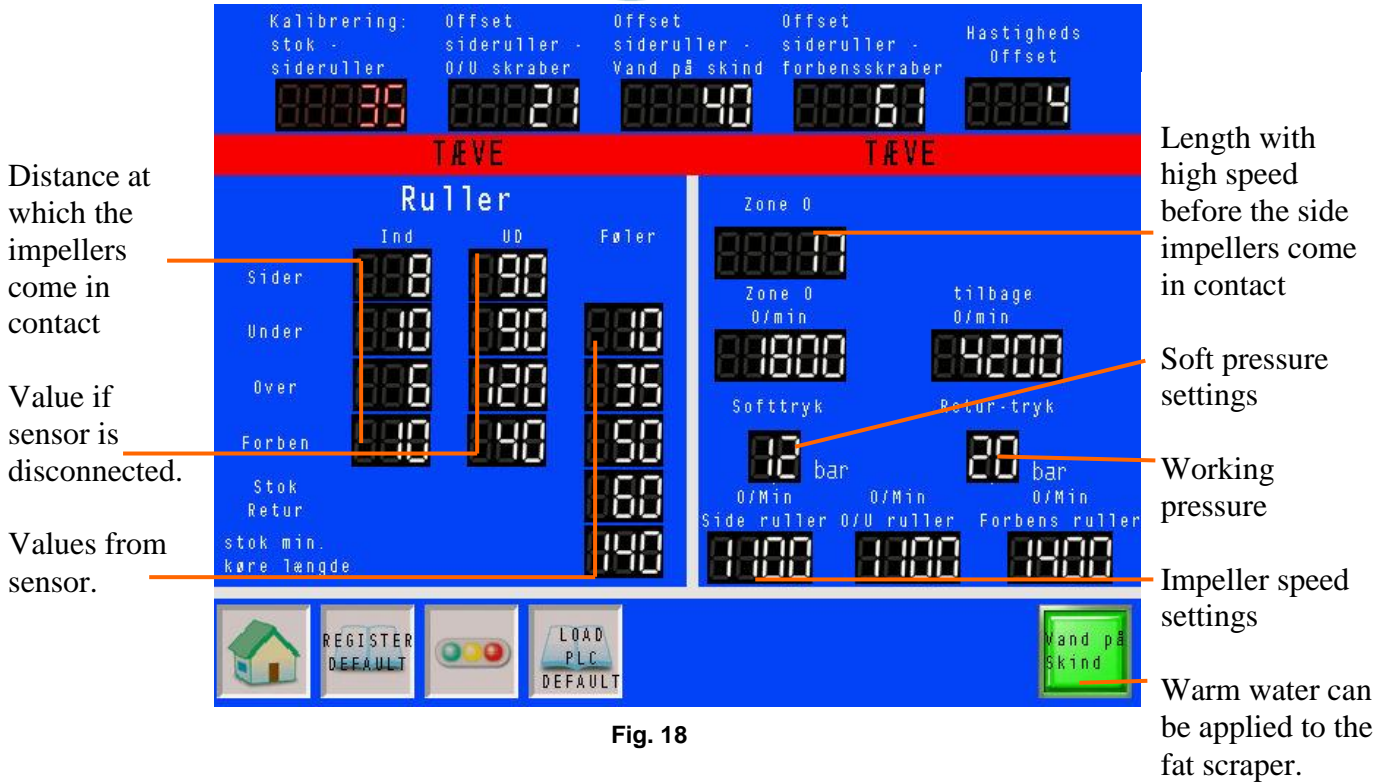 Kalibrering:
stok -
sideruller
35
Offset
sideruller -
O/U skraber
21
Offset
sideruller -
Vand på skind
40
Offset
sideruller -
forbensskraber
61
Hastigheds
Offset
4
TÆVE
TÆVE
Ruller
Ind UD Føler
Sider 8 90
Under 10 90 10
Over 6 120 35
Forben 10 40 50
Stok
Retur
60
stok min.
køre længde
140
Zone 0
17
Zone 0
O/min
1800
tilbage
O/min
4200
Softtryk
12 bar
Retur-tryk
20 bar
O/Min
Side ruller
100
O/Min
O/U ruller
1100
O/Min
Forbens ruller
1400
REGISTER
DEFAULT
LOAD
PLC
DEFAULT
Vand på
Skind
Distance at
which the
impellers
come in
contact
Value if
sensor is
disconnected.
Values from
sensor.
Length with
high speed
before the side
impellers come
in contact
Soft pressure
settings
Working
pressure
Impeller speed
settings
Warm water can
be applied to the
fat scraper.
Fig. 18